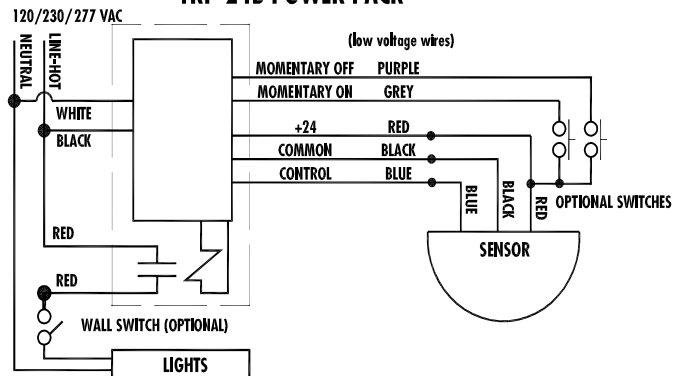 120/230/277 VAC
NEUTRAL
LINE-HOT
(low voltage wires)
MOMENTARY OFF PURPLE
MOMENTARY ON GREY
WHITE
BLACK
+24 RED
COMMON BLACK
CONTROL BLUE
BLUE
BLACK
RED
OPTIONAL SWITCHES
RED
SENSOR
RED
WALL SWITCH (OPTIONAL)
LIGHTS